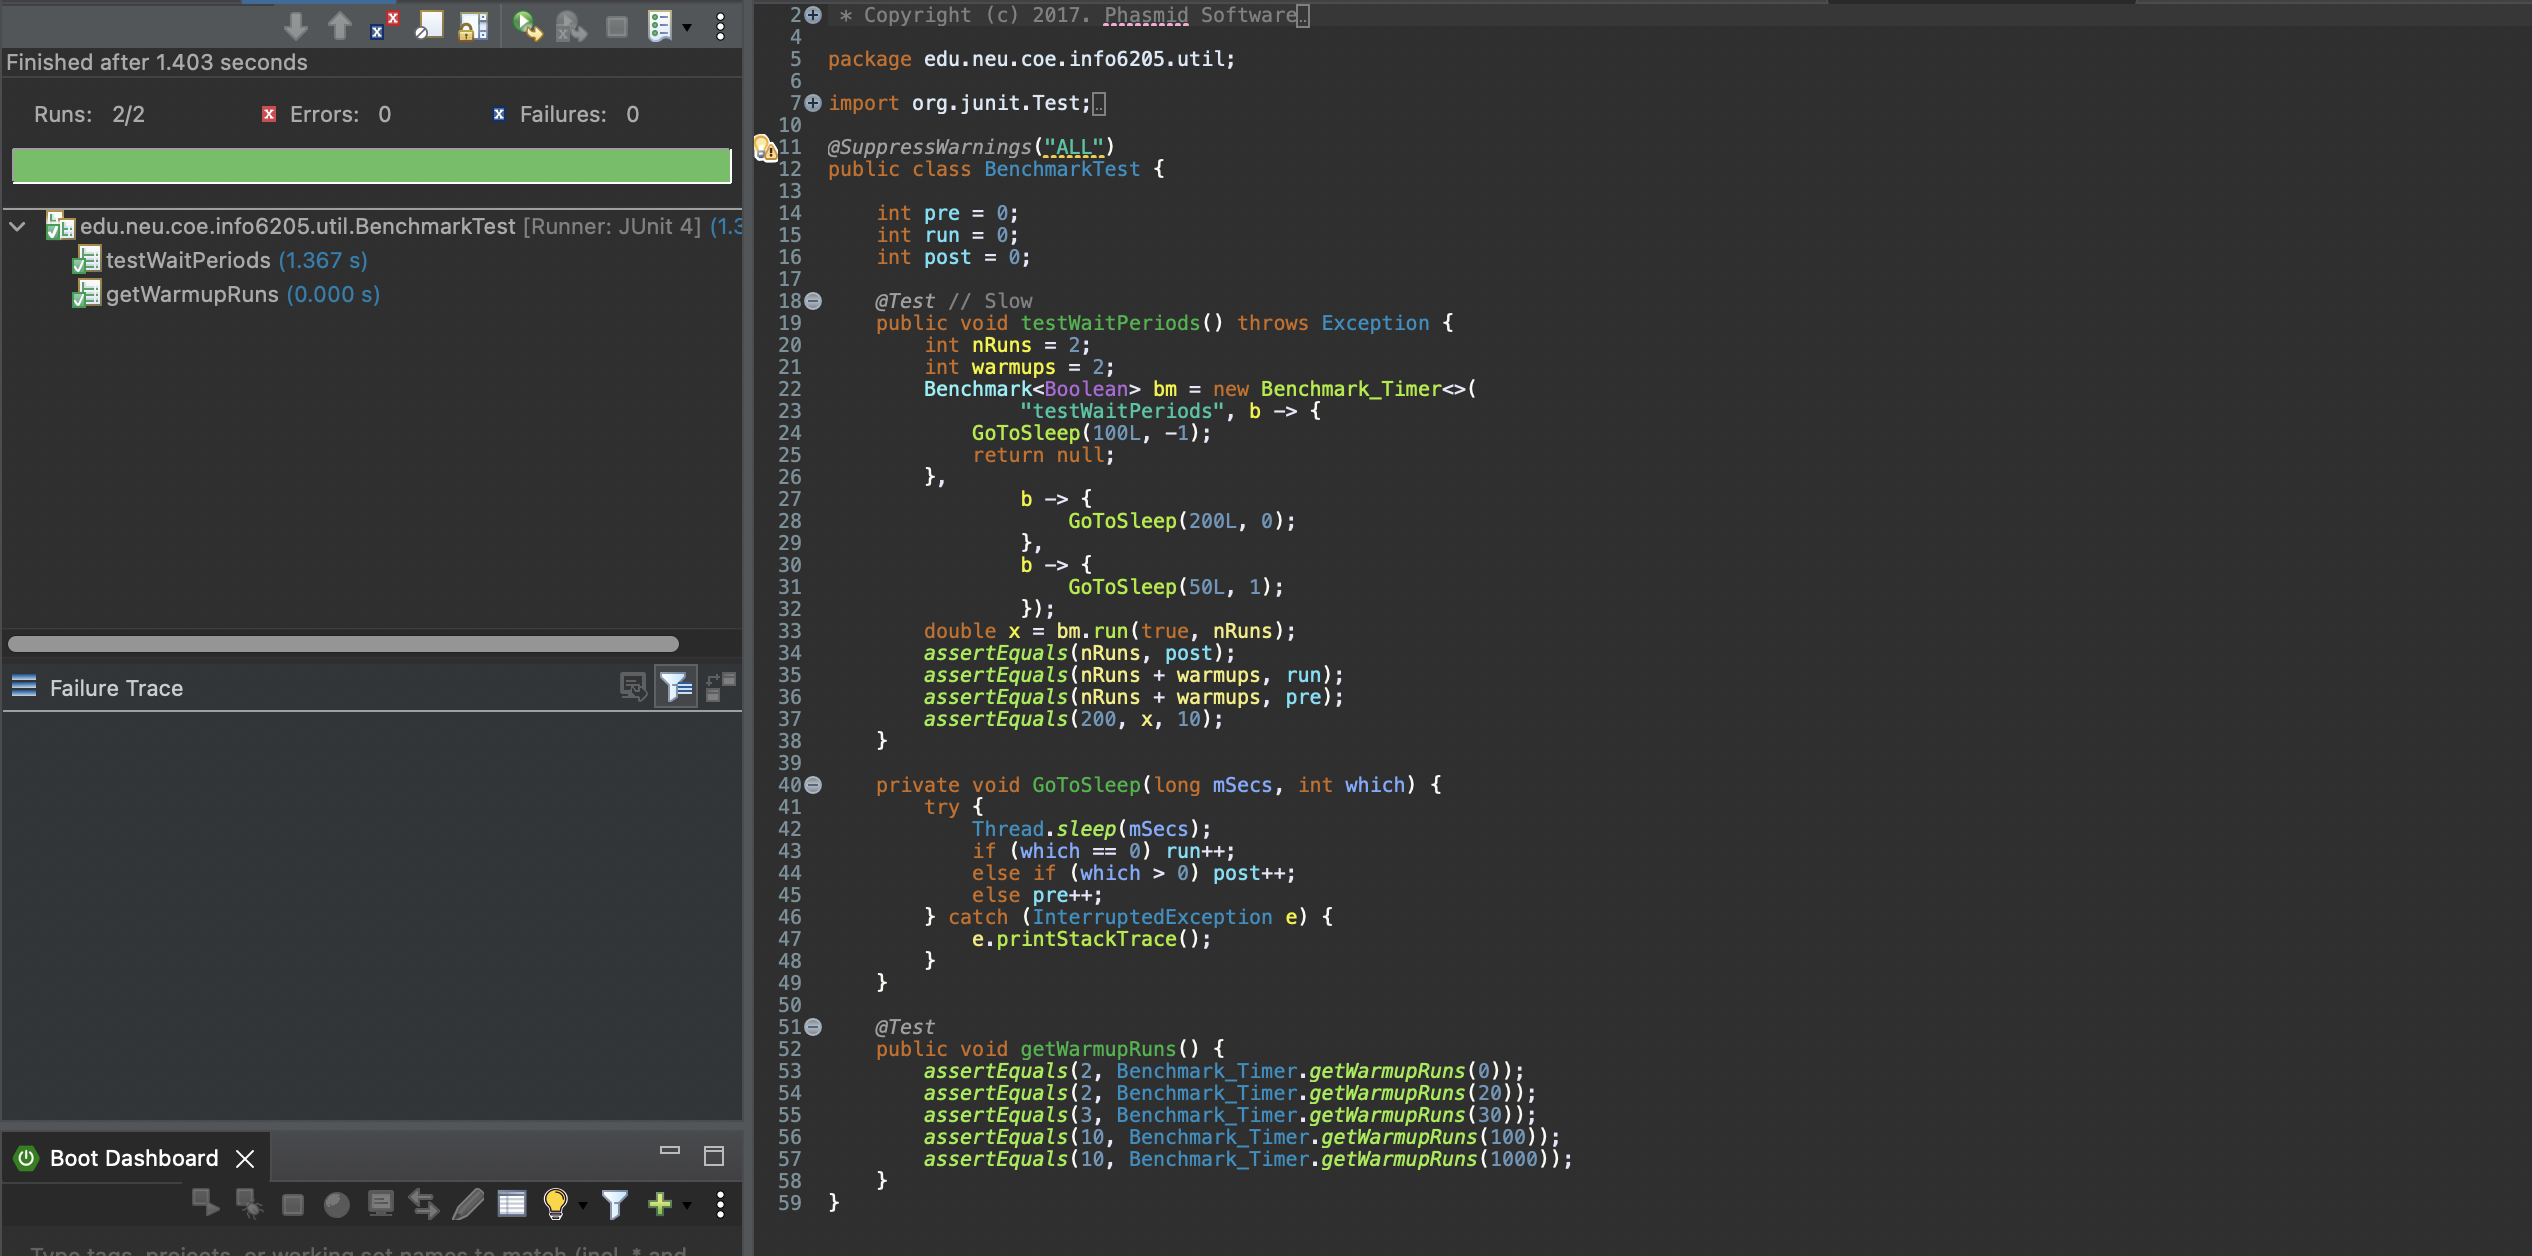 Finished after 1.403 seconds
Runs: 2/2 Errors: 0 Failures: 0
edu.neu.coe.info6205.util.BenchmarkTest [Runner: JUnit 4] (1.3
testWaitPeriods (1.367 s)
getWarmupRuns (0.000 s)
Failure Trace
Boot Dashboard
Type tags, projects, or working set names to match (incl. * and
2 * Copyright (c) 2017. Phasmid Software
4
5 package edu.neu.coe.info6205.util;
6
7 import org.junit.Test;
10
11 @SuppressWarnings("ALL")
12 public class BenchmarkTest {
13
14     int pre = 0;
15     int run = 0;
16     int post = 0;
17
18     @Test // Slow
19     public void testWaitPeriods() throws Exception {
20         int nRuns = 2;
21         int warmups = 2;
22         Benchmark<Boolean> bm = new Benchmark_Timer<>(
23                 "testWaitPeriods", b -> {
24             GoToSleep(100L, -1);
25             return null;
26         },
27                 b -> {
28                     GoToSleep(200L, 0);
29                 },
30                 b -> {
31                     GoToSleep(50L, 1);
32                 });
33         double x = bm.run(true, nRuns);
34         assertEquals(nRuns, post);
35         assertEquals(nRuns + warmups, run);
36         assertEquals(nRuns + warmups, pre);
37         assertEquals(200, x, 10);
38     }
39
40     private void GoToSleep(long mSecs, int which) {
41         try {
42             Thread.sleep(mSecs);
43             if (which == 0) run++;
44             else if (which > 0) post++;
45             else pre++;
46         } catch (InterruptedException e) {
47             e.printStackTrace();
48         }
49     }
50
51     @Test
52     public void getWarmupRuns() {
53         assertEquals(2, Benchmark_Timer.getWarmupRuns(0));
54         assertEquals(2, Benchmark_Timer.getWarmupRuns(20));
55         assertEquals(3, Benchmark_Timer.getWarmupRuns(30));
56         assertEquals(10, Benchmark_Timer.getWarmupRuns(100));
57         assertEquals(10, Benchmark_Timer.getWarmupRuns(1000));
58     }
59 }